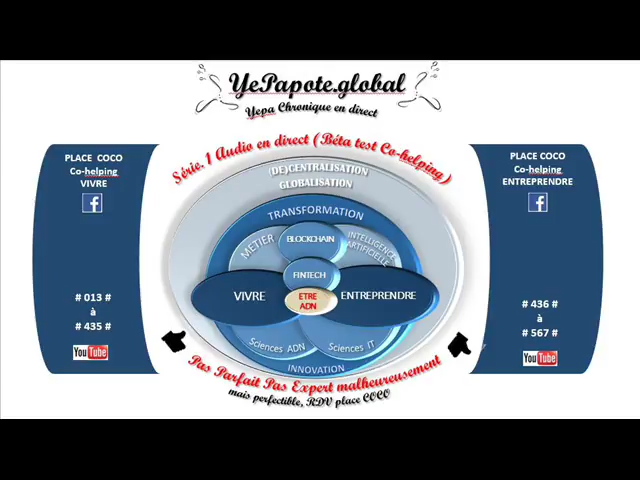 YePapote.global
Yepa Chronique en direct
Série.1 Audio en direct (Béta test Co-helping)
PLACE COCO
Co-helping
VIVRE
f
# 013 #
à
# 435 #
YouTube
(DE)CENTRALISATION
GLOBALISATION
TRANSFORMATION
METIER
BLOCKCHAIN
INTELLIGENCE
ARTIFICIELLE
FINTECH
VIVRE
ETRE
ADN
ENTREPRENDRE
Sciences ADN
Sciences IT
INNOVATION
PLACE COCO
Co-helping
ENTREPRENDRE
f
# 436 #
à
# 567 #
YouTube
Pas Parfait Pas Expert malheureusement
mais perfectible, RDV place COCO